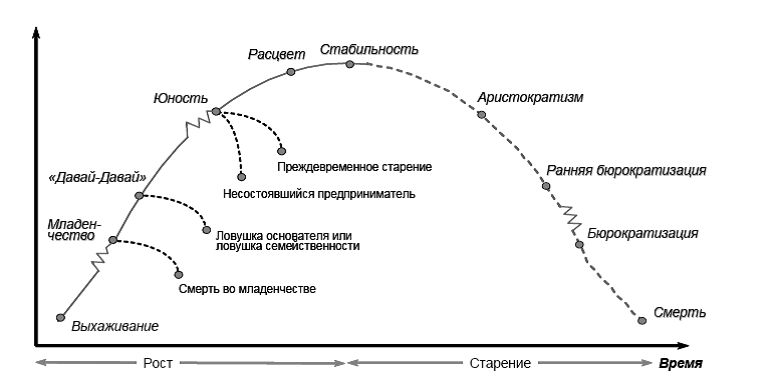 Расцвет
Стабильность
Юность
Аристократизм
Преждевременное старение
Ранняя бюрократизация
«Давай-Давай»
Несостоявшийся предприниматель
Младен-
чество
Ловушка основателя или
ловушка семейственности
Бюрократизация
Смерть во младенчестве
Выхаживание
Смерть
Рост
Старение
Время